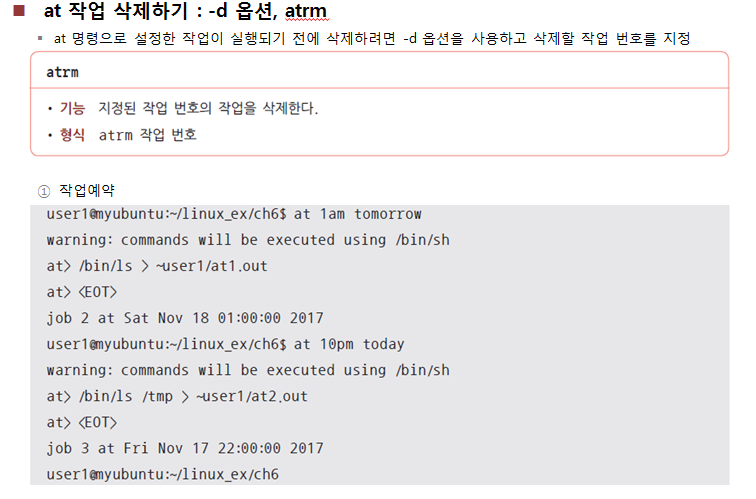 ■ at 작업 삭제하기 : -d 옵션, atrm
▪ at 명령으로 설정한 작업이 실행되기 전에 삭제하려면 -d 옵션을 사용하고 삭제할 작업 번호를 지정
atrm
• 기능 지정된 작업 번호의 작업을 삭제한다.
• 형식 atrm 작업 번호
① 작업예약
user1@myubuntu:~/linux_ex/ch6$ at 1am tomorrow
warning: commands will be executed using /bin/sh
at> /bin/ls > ~user1/at1.out
at> <EOT>
job 2 at Sat Nov 18 01:00:00 2017
user1@myubuntu:~/linux_ex/ch6$ at 10pm today
warning: commands will be executed using /bin/sh
at> /bin/ls /tmp > ~user1/at2.out
at> <EOT>
job 3 at Fri Nov 17 22:00:00 2017
user1@myubuntu:~/linux_ex/ch6